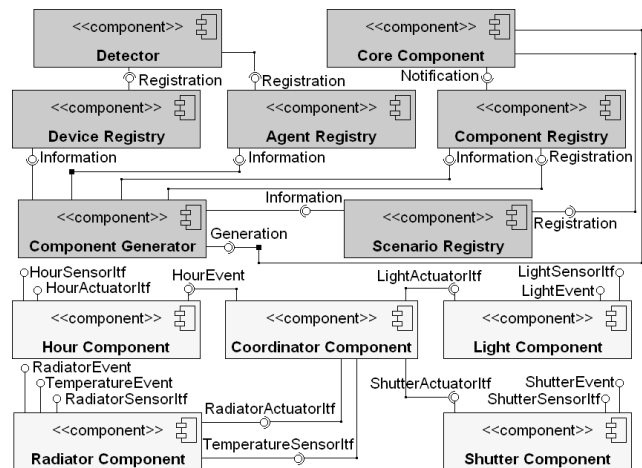 <<component>>
Detector
<<component>>
Core Component
Registration
Registration
Notification
<<component>>
Device Registry
<<component>>
Agent Registry
<<component>>
Component Registry
Information
Information
Information
Registration
<<component>>
Component Generator
Information
Generation
<<component>>
Scenario Registry
Registration
HourSensorItf
HourActuatorItf
HourEvent
LightActuatorItf
LightSensorItf
LightEvent
<<component>>
Hour Component
<<component>>
Coordinator Component
<<component>>
Light Component
RadiatorEvent
TemperatureEvent
RadiatorSensorItf
ShutterActuatorItf
ShutterEvent
ShutterSensorItf
RadiatorActuatorItf
TemperatureSensorItf
<<component>>
Radiator Component
<<component>>
Shutter Component